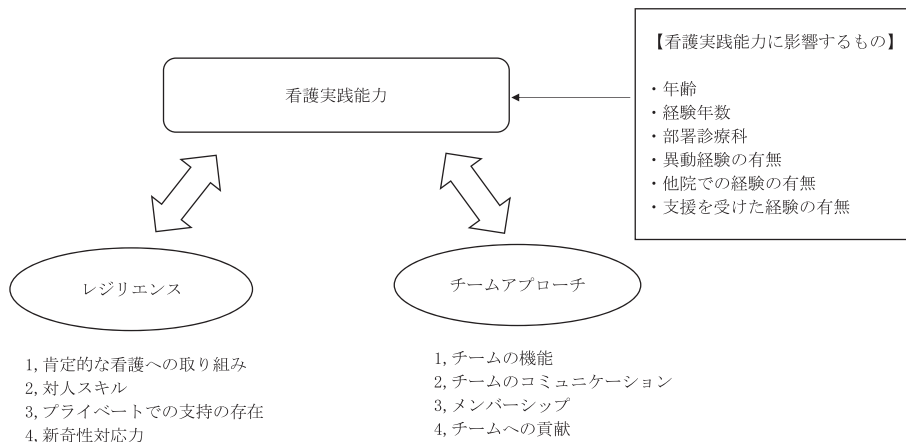 【看護実践能力に影響するもの】
・年齢
・経験年数
・部署診療科
・異動経験の有無
・他院での経験の有無
・支援を受けた経験の有無
看護実践能力
レジリエンス
チームアプローチ
1, 肯定的な看護への取り組み
2, 対人スキル
3, プライベートでの支持の存在
4, 新奇性対応力
1, チームの機能
2, チームのコミュニケーション
3, メンバーシップ
4, チームへの貢献